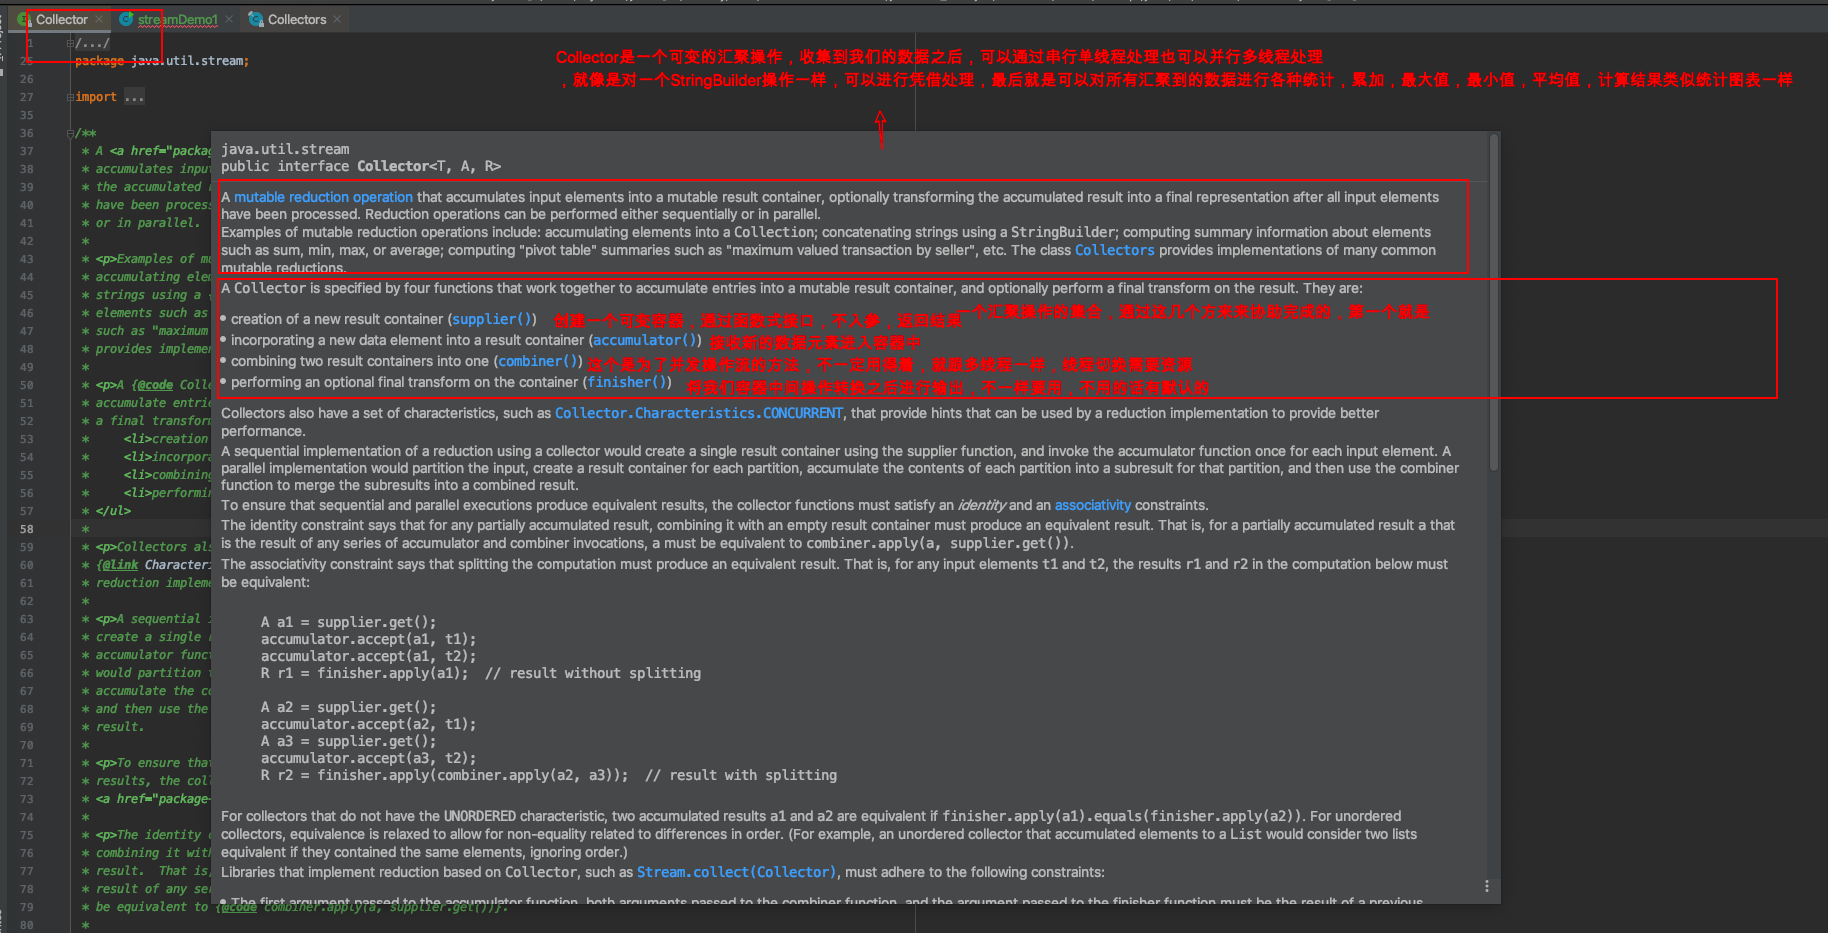 Collector × streamDemo1 × Collectors ×
1 /.../
25 package java.util.stream;
26
27 import ...
35
36 /**
37 * A <a href="packag
38 * accumulates inpu
39 * the accumulated
40 * have been proces
41 * or in parallel.
42 *
43 * <p>Examples of m
44 * accumulating ele
45 * strings using a
46 * elements such as
47 * such as "maximum
48 * provides impleme
49 *
50 * <p>A {@code Coll
51 * accumulate entri
52 * a final transfor
53 * <li>creation
54 * <li>incorpora
55 * <li>combining
56 * <li>performin
57 * </ul>
58 *
59 * <p>Collectors als
60 * {@link Characteri
61 * reduction impleme
62 *
63 * <p>A sequential
64 * create a single
65 * accumulator func
66 * would partition
67 * accumulate the co
68 * and then use the
69 * result.
70 *
71 * <p>To ensure that
72 * results, the coll
73 * <a href="package-
74 *
75 * <p>The identity
76 * combining it with
77 * result. That is
78 * result of any ser
79 * be equivalent to {@code combiner.apply(a, supplier.get())}.
80 *
Collector是一个可变的汇聚操作，收集到我们的数据之后，可以通过串行单线程处理也可以并行多线程处理
，就像是对一个StringBuilder操作一样，可以进行凭借处理，最后就是可以对所有汇聚到的数据进行各种统计，累加，最大值，最小值，平均值，计算结果类似统计图表一样
java.util.stream
public interface Collector<T, A, R>
A mutable reduction operation that accumulates input elements into a mutable result container, optionally transforming the accumulated result into a final representation after all input elements
have been processed. Reduction operations can be performed either sequentially or in parallel.
Examples of mutable reduction operations include: accumulating elements into a Collection; concatenating strings using a StringBuilder; computing summary information about elements
such as sum, min, max, or average; computing "pivot table" summaries such as "maximum valued transaction by seller", etc. The class Collectors provides implementations of many common
mutable reductions.
A Collector is specified by four functions that work together to accumulate entries into a mutable result container, and optionally perform a final transform on the result. They are:
一个汇聚操作的集合，通过这几个方来来协助完成的，第一个就是
• creation of a new result container (supplier()) 创建一个可变容器，通过函数式接口，不入参，返回结果
• incorporating a new data element into a result container (accumulator()) 接收新的数据元素进入容器中
• combining two result containers into one (combiner()) 这个是为了并发操作流的方法，不一定用得着，就跟多线程一样，线程切换需要资源
• performing an optional final transform on the container (finisher()) 将我们容器中间操作转换之后进行输出，不一样要用，不用的话有默认的
Collectors also have a set of characteristics, such as Collector.Characteristics.CONCURRENT, that provide hints that can be used by a reduction implementation to provide better
performance.
A sequential implementation of a reduction using a collector would create a single result container using the supplier function, and invoke the accumulator function once for each input element. A
parallel implementation would partition the input, create a result container for each partition, accumulate the contents of each partition into a subresult for that partition, and then use the combiner
function to merge the subresults into a combined result.
To ensure that sequential and parallel executions produce equivalent results, the collector functions must satisfy an identity and an associativity constraints.
The identity constraint says that for any partially accumulated result, combining it with an empty result container must produce an equivalent result. That is, for a partially accumulated result a that
is the result of any series of accumulator and combiner invocations, a must be equivalent to combiner.apply(a, supplier.get()).
The associativity constraint says that splitting the computation must produce an equivalent result. That is, for any input elements t1 and t2, the results r1 and r2 in the computation below must
be equivalent:
A a1 = supplier.get();
accumulator.accept(a1, t1);
accumulator.accept(a1, t2);
R r1 = finisher.apply(a1); // result without splitting
A a2 = supplier.get();
accumulator.accept(a2, t1);
A a3 = supplier.get();
accumulator.accept(a3, t2);
R r2 = finisher.apply(combiner.apply(a2, a3)); // result with splitting
For collectors that do not have the UNORDERED characteristic, two accumulated results a1 and a2 are equivalent if finisher.apply(a1).equals(finisher.apply(a2)). For unordered
collectors, equivalence is relaxed to allow for non-equality related to differences in order. (For example, an unordered collector that accumulated elements to a List would consider two lists
equivalent if they contained the same elements, ignoring order.)
Libraries that implement reduction based on Collector, such as Stream.collect(Collector), must adhere to the following constraints:
• The first argument passed to the accumulator function, both arguments passed to the combiner function, and the argument passed to the finisher function must be the result of a previous